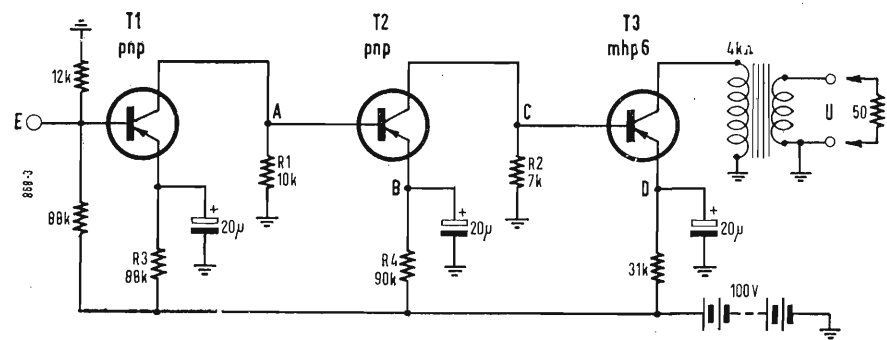 T1
pnp
T2
pnp
T3
mhp6
4kΩ
12k
E
A
C
U
50
868-3
88k
R1
10k
R2
7k
B
D
+
20µ
+
20µ
+
20µ
R3
88k
R4
90k
31k
100V